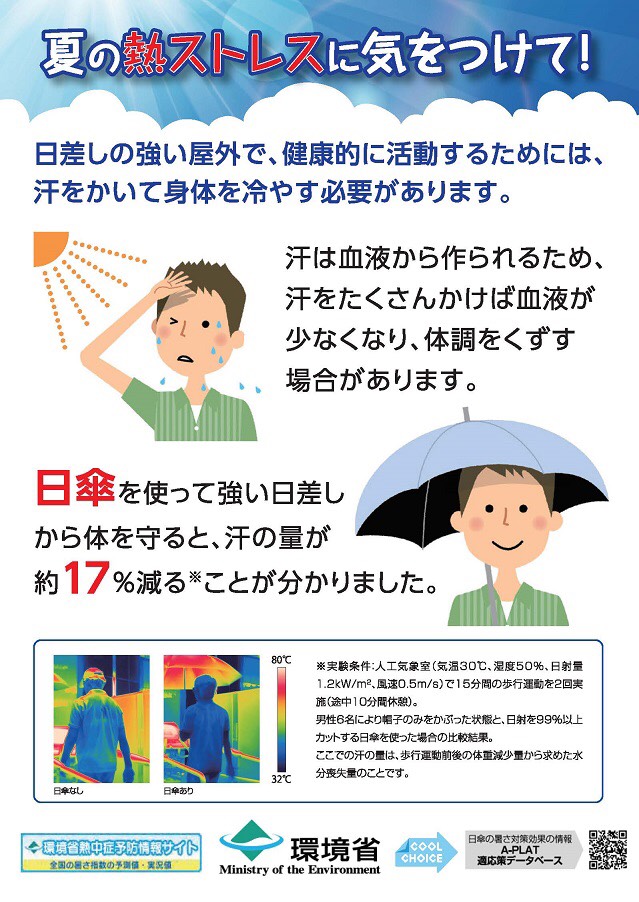 夏の熱ストレスに気をつけて!
日差しの強い屋外で、健康的に活動するためには、
汗をかいて身体を冷やす必要があります。
汗は血液から作られるため、
汗をたくさんかけば血液が
少なくなり、体調をくずす
場合があります。
日傘を使って強い日差し
から体を守ると、汗の量が
約17%減る※ことが分かりました。
80℃
32℃
日傘なし
日傘あり
※実験条件:人工気象室(気温30℃、湿度50%、日射量
1.2kW/m²、風速0.5m/s)で15分間の歩行運動を2回実
施(途中10分間休憩)。
男性6名により帽子のみをかぶった状態と、日射を99%以上
カットする日傘を使った場合の比較結果。
ここでの汗の量は、歩行運動前後の体重減少量から求めた水
分喪失量のことです。
環境省熱中症予防情報サイト
全国の暑さ指数の予測値・実況値
環境省
Ministry of the Environment
COOL
CHOICE
日傘の暑さ対策効果の情報
A-PLAT
適応策データベース